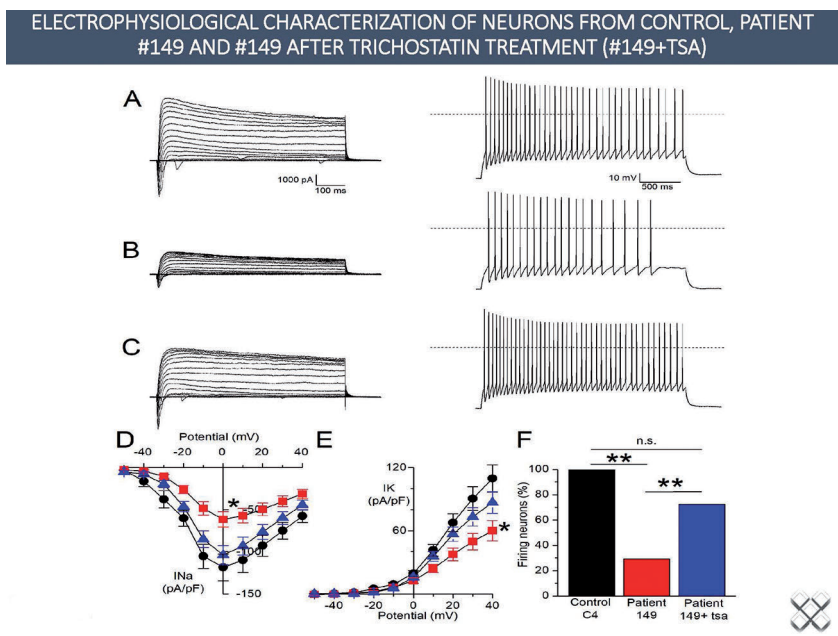 ELECTROPHYSIOLOGICAL CHARACTERIZATION OF NEURONS FROM CONTROL, PATIENT
#149 AND #149 AFTER TRICHOSTATIN TREATMENT (#149+TSA)
A
1000 pA
100 ms
10 mV
500 ms
B
C
D
Potential (mV)
-40 -20 0 20 40
*
-50
-100
-150
INa
(pA/pF)
E
120
IK
(pA/pF)
60
*
-40 -20 0 20 40
Potential (mV)
F
n.s.
**
**
Firing neurons (%)
100
80
60
40
20
0
Control
C4
Patient
149
Patient
149+ tsa